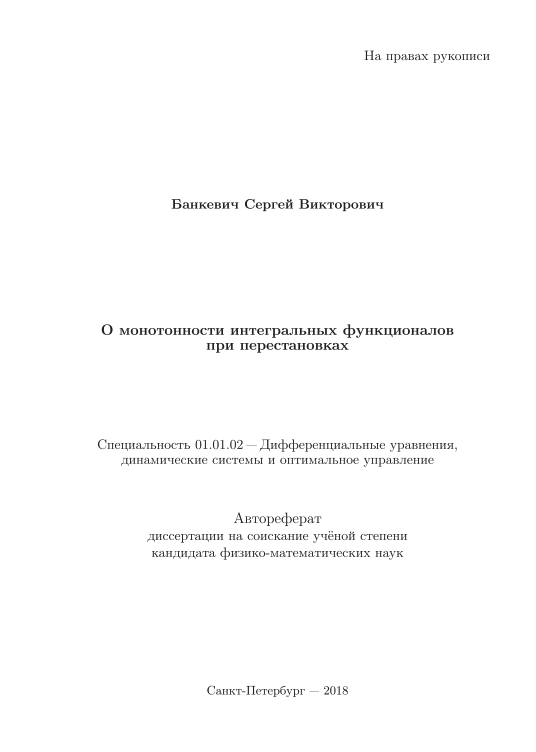 На правах рукописи
Банкевич Сергей Викторович
О монотонности интегральных функционалов
при перестановках
Специальность 01.01.02 — Дифференциальные уравнения,
динамические системы и оптимальное управление
Автореферат
диссертации на соискание учёной степени
кандидата физико-математических наук
Санкт-Петербург — 2018